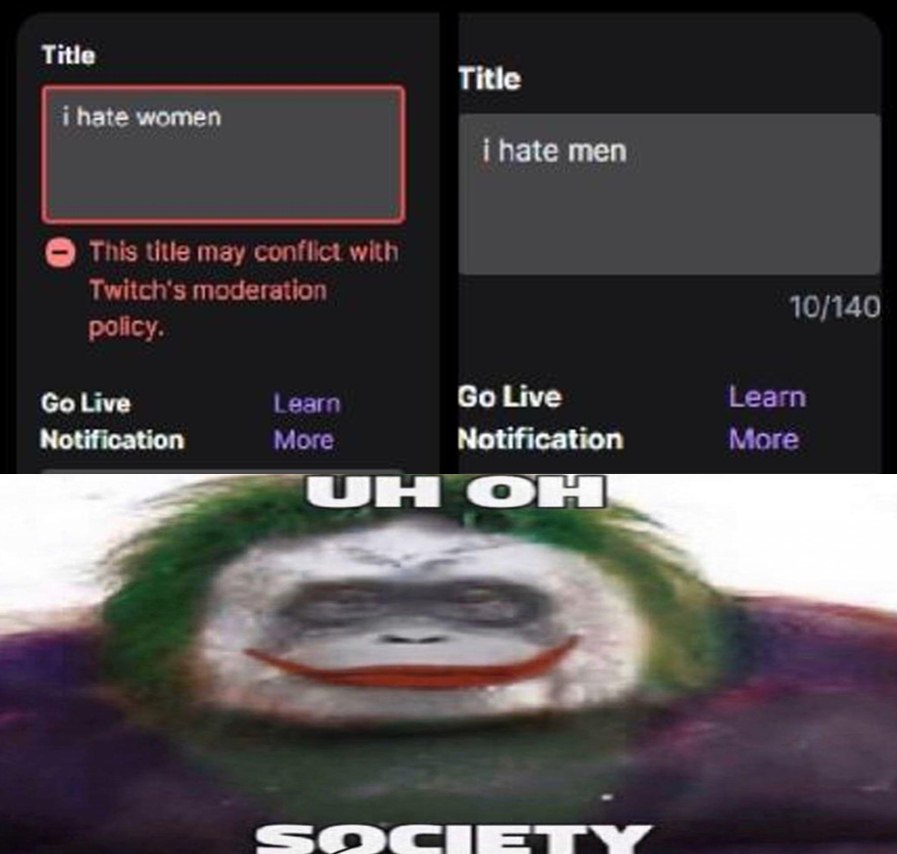 Title
i hate women
This title may conflict with
Twitch's moderation
policy.
Go Live
Notification
Learn
More
Title
i hate men
10/140
Go Live
Notification
Learn
More
UH OH
SOCIETY